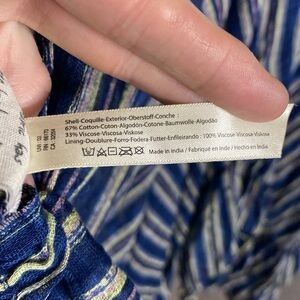 Shell-Coquille-Exterior-Oberstoff-Conche :
67% Cotton-Coton-Algodon-Cotone-Baumwolle-Algodão
33% Viscose-Viscosa-Viskose
Lining-Doublure-Forro-Fodera-Futter-Enfileirando : 100% Viscose-Viscosa-Viskose
Made in India / Fabriqué en Inde / Hecho en India